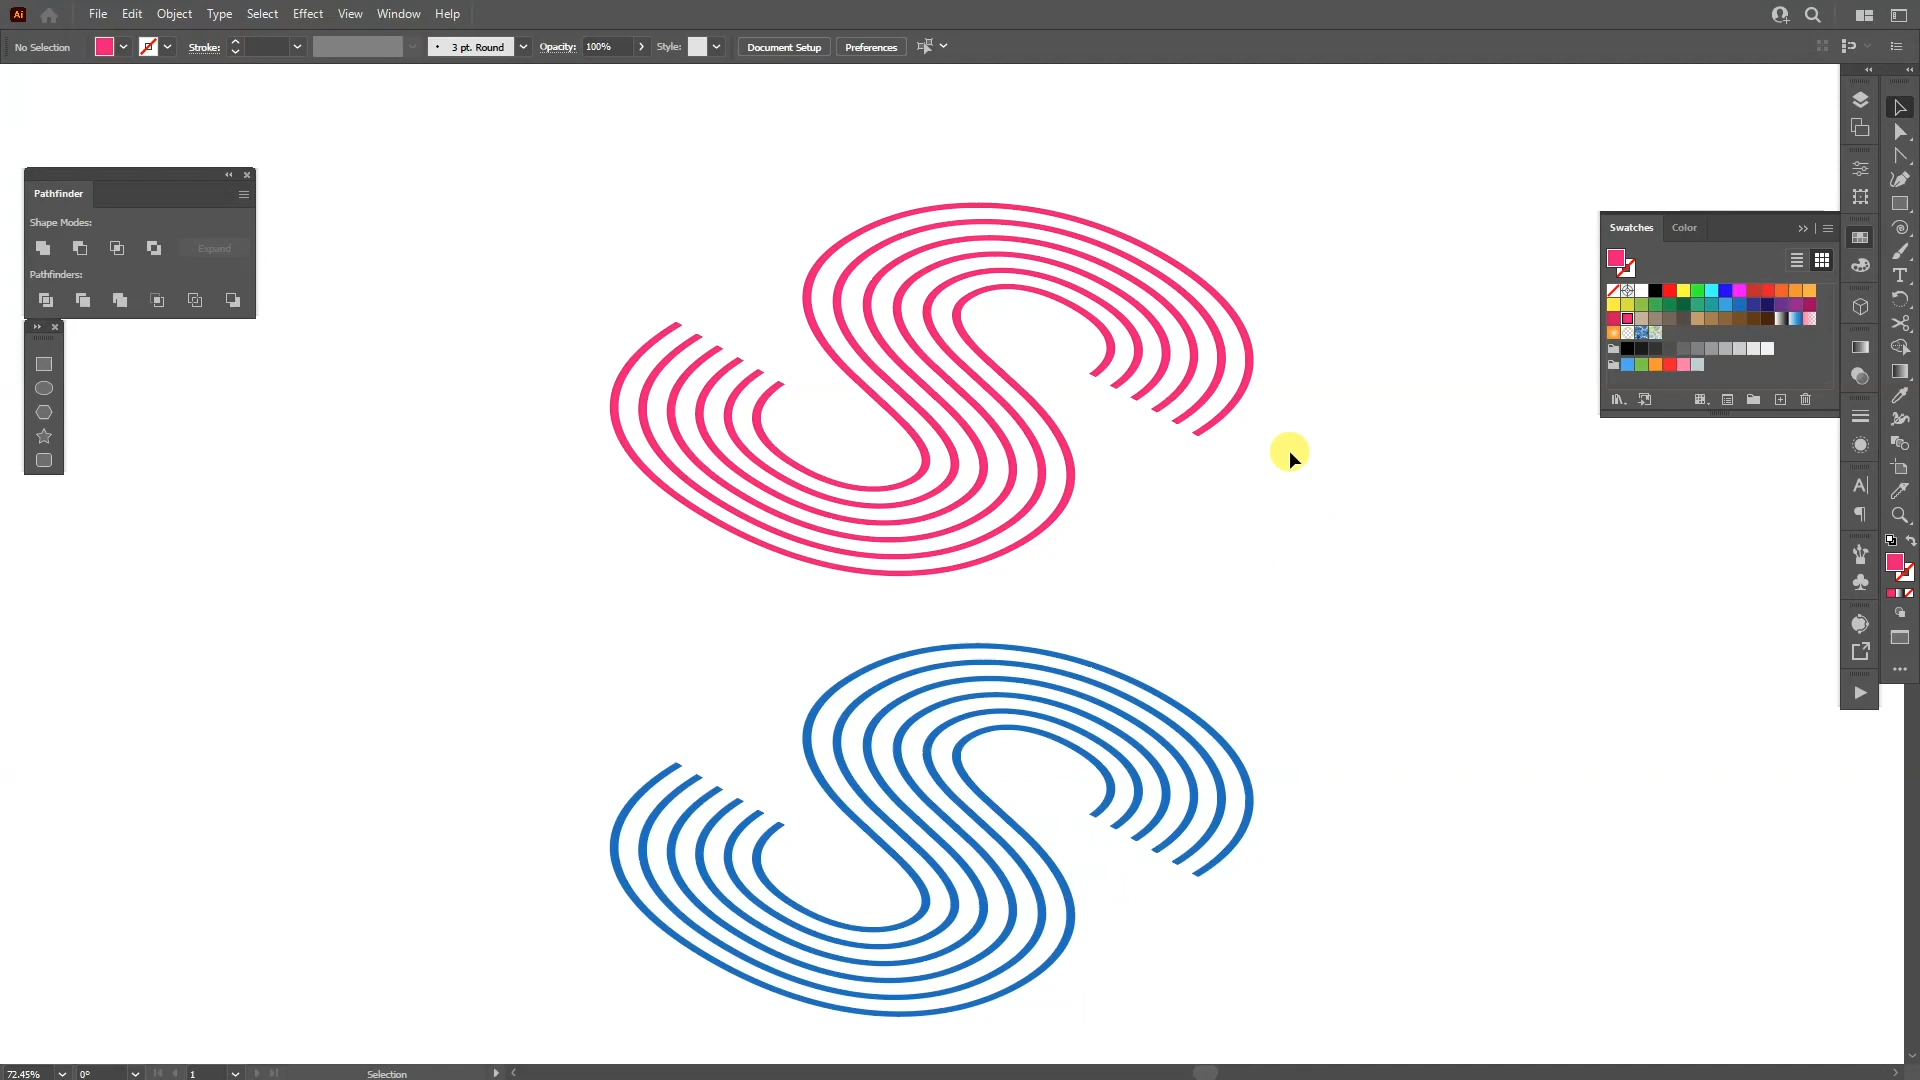 Ai File Edit Object Type Select Effect View Window Help
No Selection Stroke: 3 pt. Round Opacity: 100% Style: Document Setup Preferences
Pathfinder
Shape Modes:
Expand
Pathfinders:
Swatches Color
72.45% 0° 1 Selection